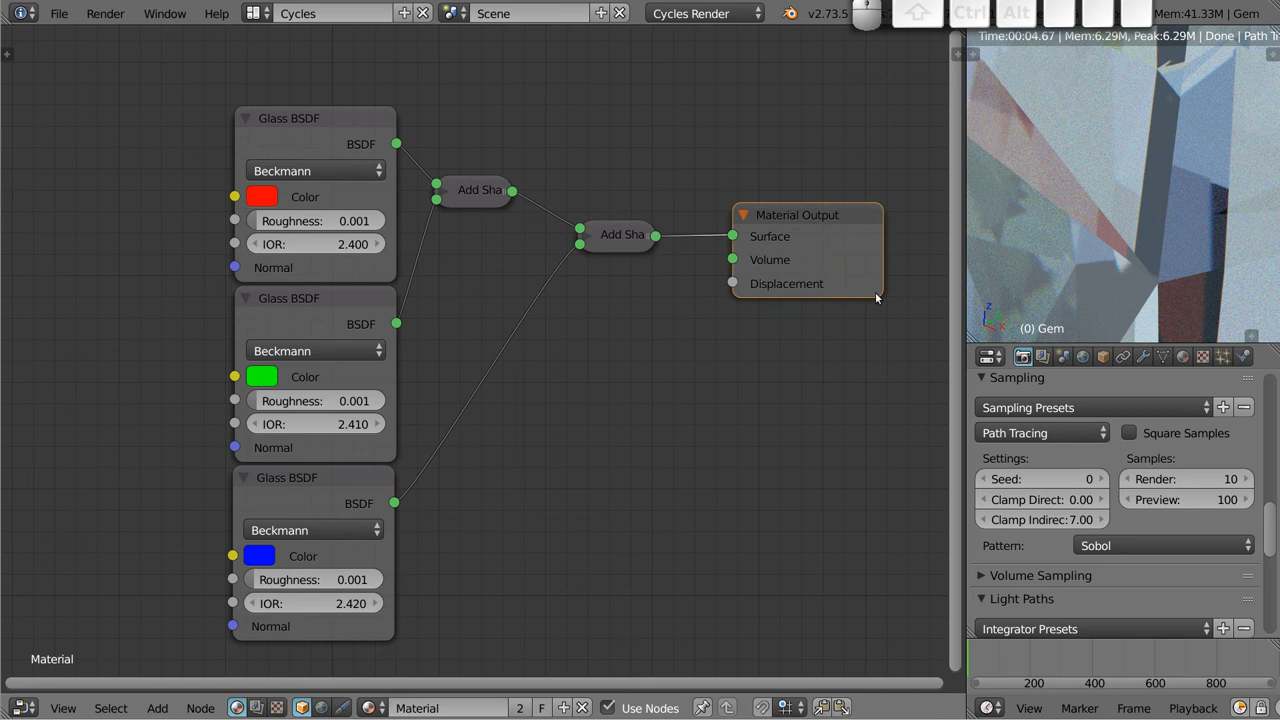 File Render Window Help Cycles Scene Cycles Render v2.73.5 Ctrl Alt Mem:41.33M | Gem
Time:00:04.67 | Mem:6.29M, Peak:6.29M | Done | Path Tr
Glass BSDF
BSDF
Beckmann
Color
Roughness: 0.001
IOR: 2.400
Normal
Glass BSDF
BSDF
Beckmann
Color
Roughness: 0.001
IOR: 2.410
Normal
Glass BSDF
BSDF
Beckmann
Color
Roughness: 0.001
IOR: 2.420
Normal
Add Sha
Add Sha
Material Output
Surface
Volume
Displacement
Material
z
x
(0) Gem
Sampling
Sampling Presets
Path Tracing Square Samples
Settings: Samples:
Seed: 0 Render: 10
Clamp Direct: 0.00 Preview: 100
Clamp Indirec: 7.00
Pattern: Sobol
Volume Sampling
Light Paths
Integrator Presets
200 400 600 800
View Select Add Node Material 2 F Use Nodes
View Marker Frame Playback